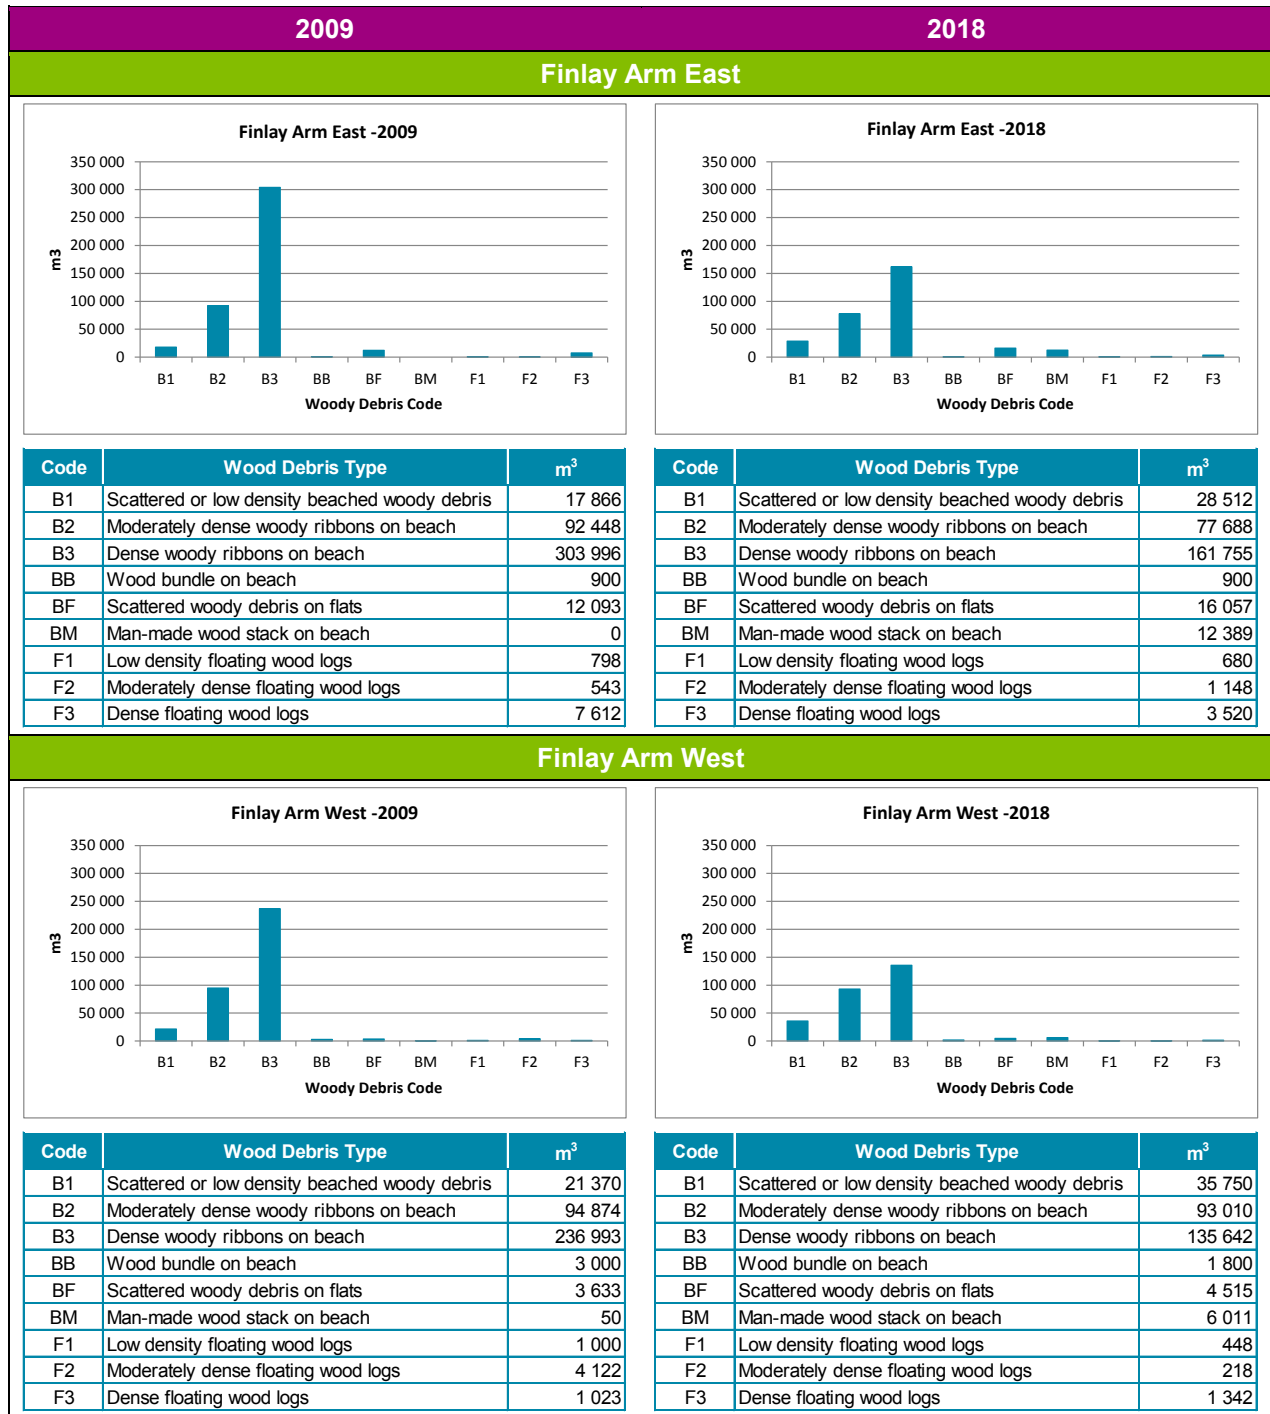 2009 2018
Finlay Arm East
Finlay Arm East -2009
350 000
300 000
250 000
200 000
150 000
100 000
50 000
0
m3
B1 B2 B3 BB BF BM F1 F2 F3
Woody Debris Code
Finlay Arm East -2018
350 000
300 000
250 000
200 000
150 000
100 000
50 000
0
m3
B1 B2 B3 BB BF BM F1 F2 F3
Woody Debris Code
Code Wood Debris Type m³
B1 Scattered or low density beached woody debris 17 866
B2 Moderately dense woody ribbons on beach 92 448
B3 Dense woody ribbons on beach 303 996
BB Wood bundle on beach 900
BF Scattered woody debris on flats 12 093
BM Man-made wood stack on beach 0
F1 Low density floating wood logs 798
F2 Moderately dense floating wood logs 543
F3 Dense floating wood logs 7 612
Code Wood Debris Type m³
B1 Scattered or low density beached woody debris 28 512
B2 Moderately dense woody ribbons on beach 77 688
B3 Dense woody ribbons on beach 161 755
BB Wood bundle on beach 900
BF Scattered woody debris on flats 16 057
BM Man-made wood stack on beach 12 389
F1 Low density floating wood logs 680
F2 Moderately dense floating wood logs 1 148
F3 Dense floating wood logs 3 520
Finlay Arm West
Finlay Arm West -2009
350 000
300 000
250 000
200 000
150 000
100 000
50 000
0
m3
B1 B2 B3 BB BF BM F1 F2 F3
Woody Debris Code
Finlay Arm West -2018
350 000
300 000
250 000
200 000
150 000
100 000
50 000
0
m3
B1 B2 B3 BB BF BM F1 F2 F3
Woody Debris Code
Code Wood Debris Type m³
B1 Scattered or low density beached woody debris 21 370
B2 Moderately dense woody ribbons on beach 94 874
B3 Dense woody ribbons on beach 236 993
BB Wood bundle on beach 3 000
BF Scattered woody debris on flats 3 633
BM Man-made wood stack on beach 50
F1 Low density floating wood logs 1 000
F2 Moderately dense floating wood logs 4 122
F3 Dense floating wood logs 1 023
Code Wood Debris Type m³
B1 Scattered or low density beached woody debris 35 750
B2 Moderately dense woody ribbons on beach 93 010
B3 Dense woody ribbons on beach 135 642
BB Wood bundle on beach 1 800
BF Scattered woody debris on flats 4 515
BM Man-made wood stack on beach 6 011
F1 Low density floating wood logs 448
F2 Moderately dense floating wood logs 218
F3 Dense floating wood logs 1 342